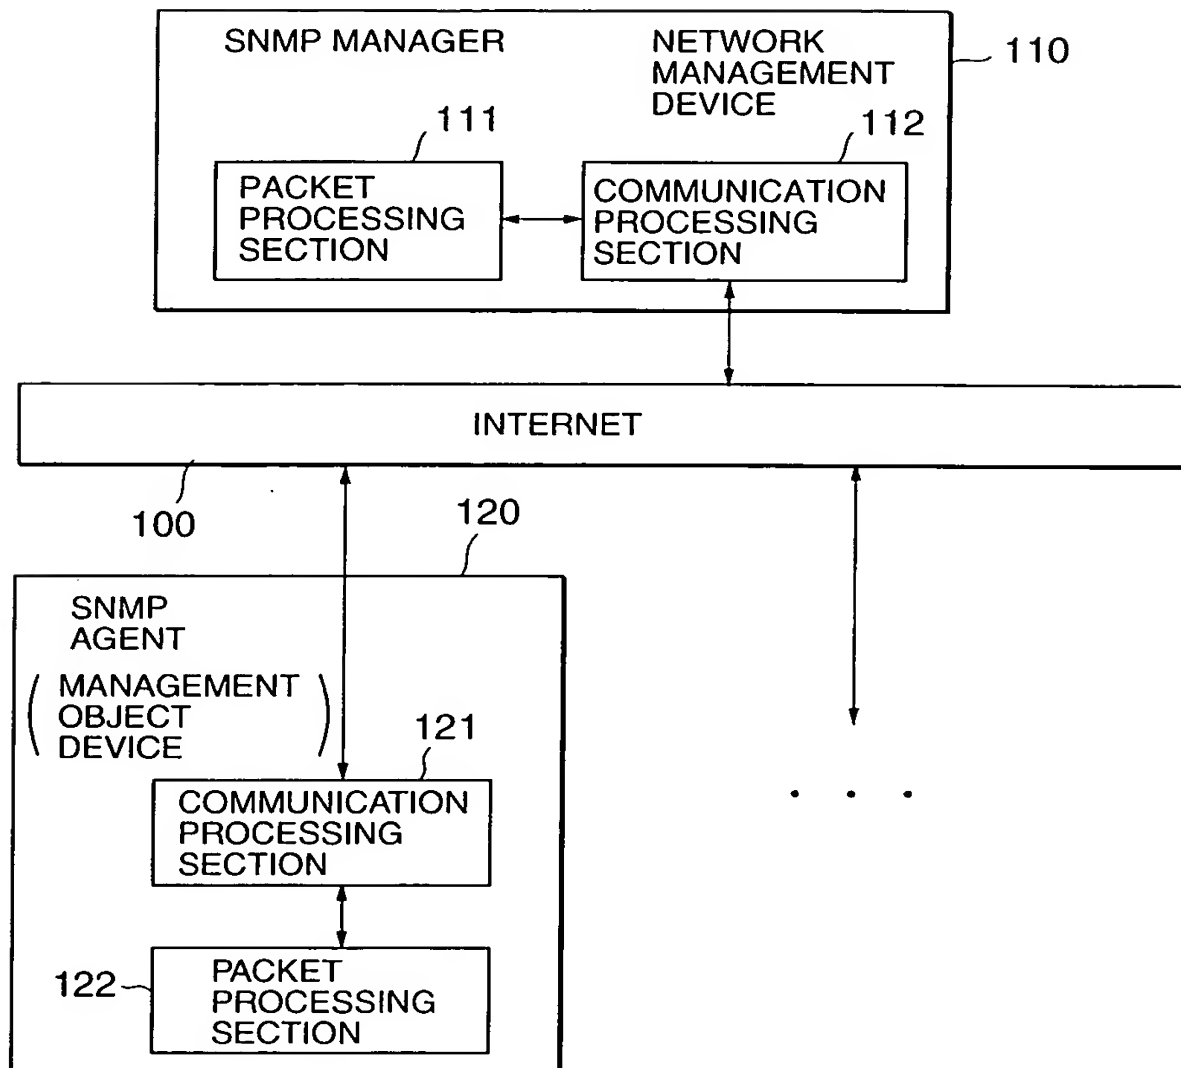 SNMP MANAGER
NETWORK
MANAGEMENT
DEVICE
110
111
PACKET
PROCESSING
SECTION
112
COMMUNICATION
PROCESSING
SECTION
INTERNET
100
120
SNMP
AGENT
( MANAGEMENT
OBJECT
DEVICE )
121
COMMUNICATION
PROCESSING
SECTION
122
PACKET
PROCESSING
SECTION
. . .